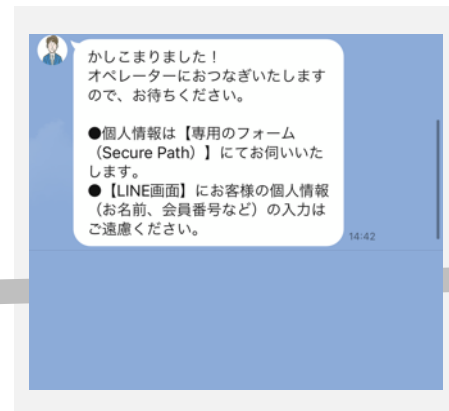 かしこまりました！
オペレーターにおつなぎいたします
ので、お待ちください。
●個人情報は【専用のフォーム
（Secure Path）】にてお伺いいた
します。
●【LINE画面】にお客様の個人情報
（お名前、会員番号など）の入力は
ご遠慮ください。
14:42